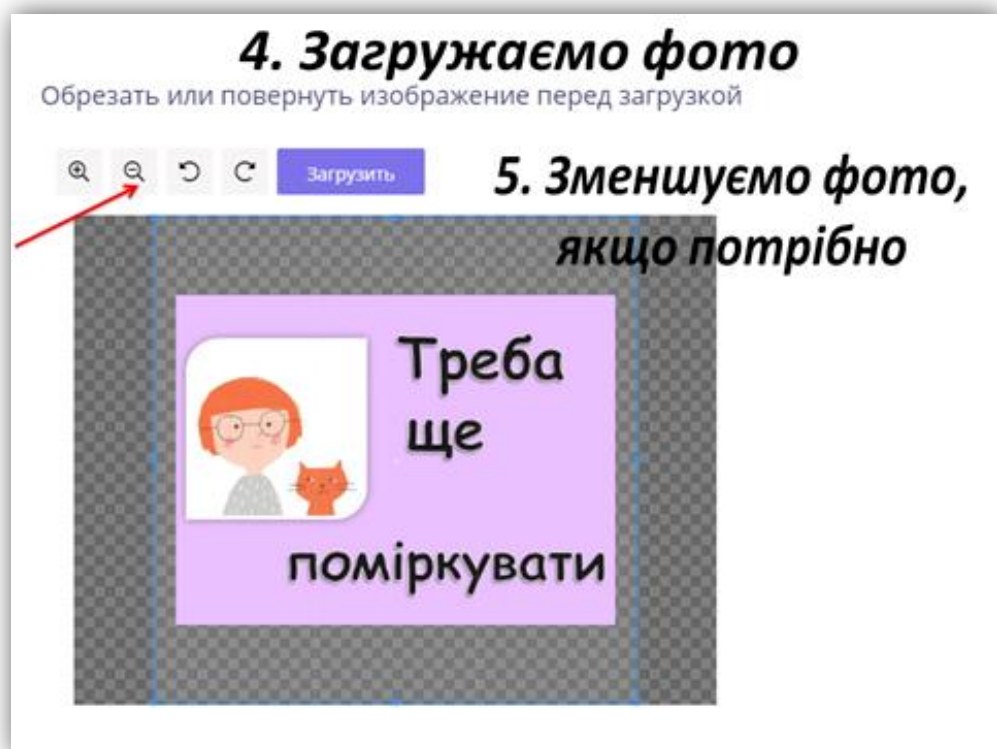 4. Загружаємо фото
Обрезать или повернуть изображение перед загрузкой
Загрузить
5. Зменшуємо фото,
якщо потрібно
Треба
ще
поміркувати